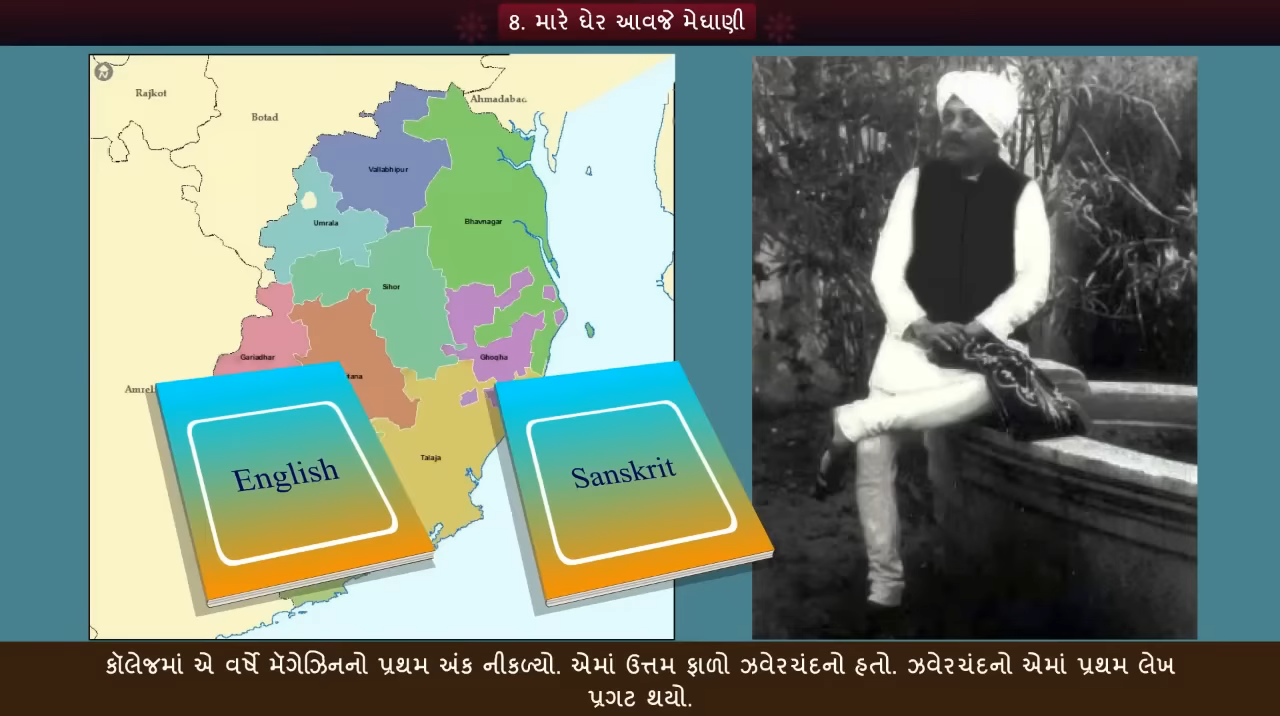 8. મારે ઘેર આવજે મેઘાણી
N
Rajkot
Ahmadabad
Botad
Vallabhipur
Umrala
Bhavnagar
Sihor
Gariadhar
Ghogha
Talaja
English
Sanskrit
કૉલેજમાં એ વર્ષે મૅગેઝિનનો પ્રથમ અંક નીકળ્યો. એમાં ઉત્તમ ફાળો ઝવેરચંદનો હતો. ઝવેરચંદનો એમાં પ્રથમ લેખ
પ્રગટ થયો.